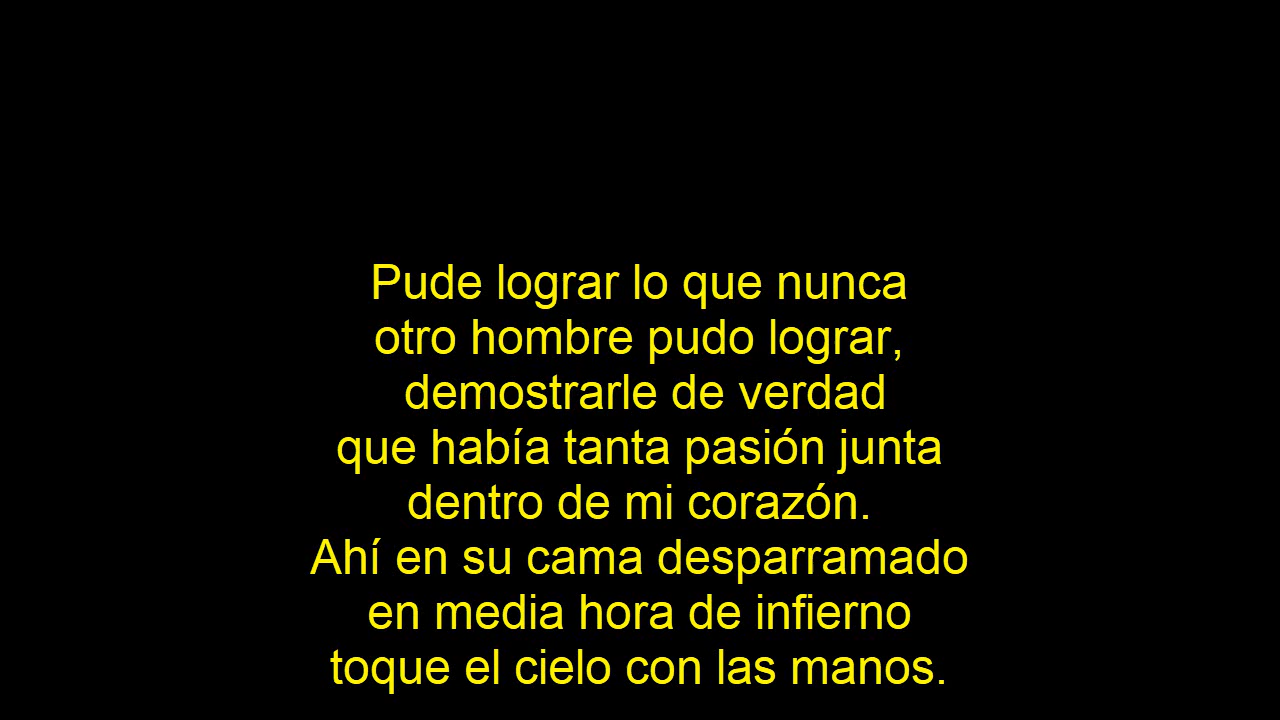 Pude lograr lo que nunca
otro hombre pudo lograr,
demostrarle de verdad
que había tanta pasión junta
dentro de mi corazón.
Ahí en su cama desparramado
en media hora de infierno
toque el cielo con las manos.